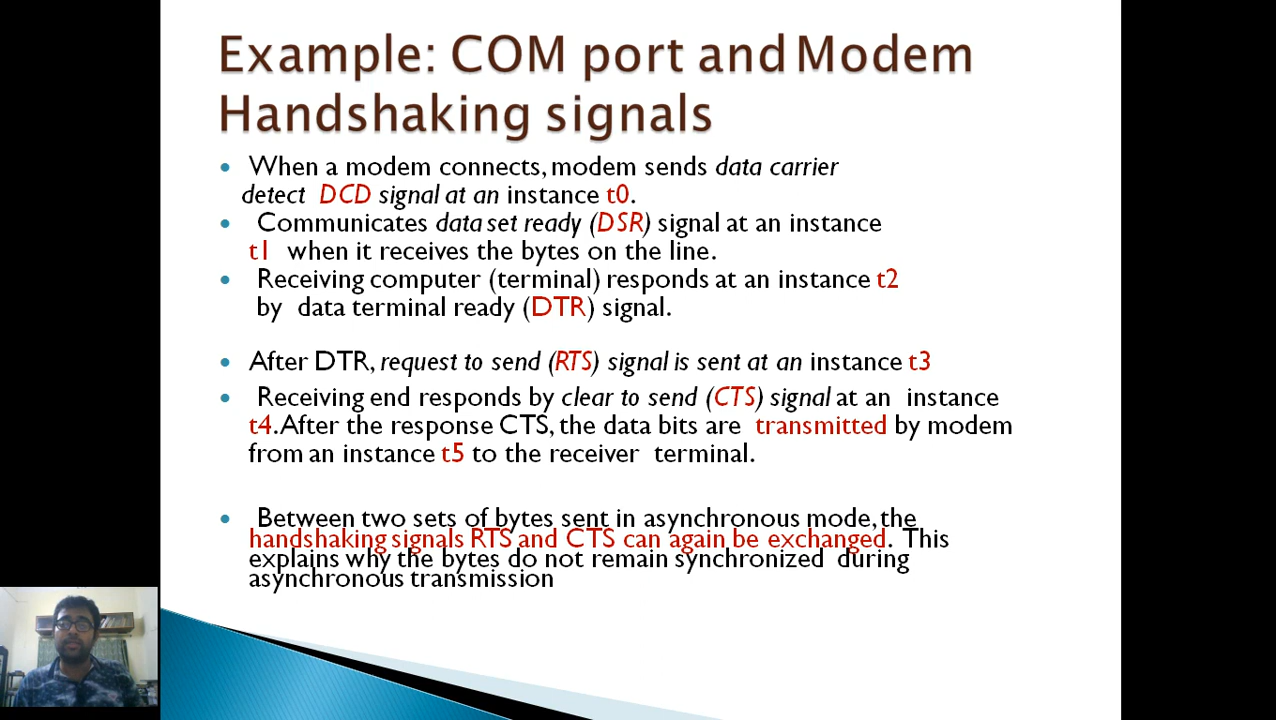 Example: COM port and Modem
Handshaking signals
• When a modem connects, modem sends data carrier
detect DCD signal at an instance t0.
• Communicates data set ready (DSR) signal at an instance
t1 when it receives the bytes on the line.
• Receiving computer (terminal) responds at an instance t2
by data terminal ready (DTR) signal.
• After DTR, request to send (RTS) signal is sent at an instance t3
• Receiving end responds by clear to send (CTS) signal at an instance
t4. After the response CTS, the data bits are transmitted by modem
from an instance t5 to the receiver terminal.
• Between two sets of bytes sent in asynchronous mode, the
handshaking signals RTS and CTS can again be exchanged. This
explains why the bytes do not remain synchronized during
asynchronous transmission